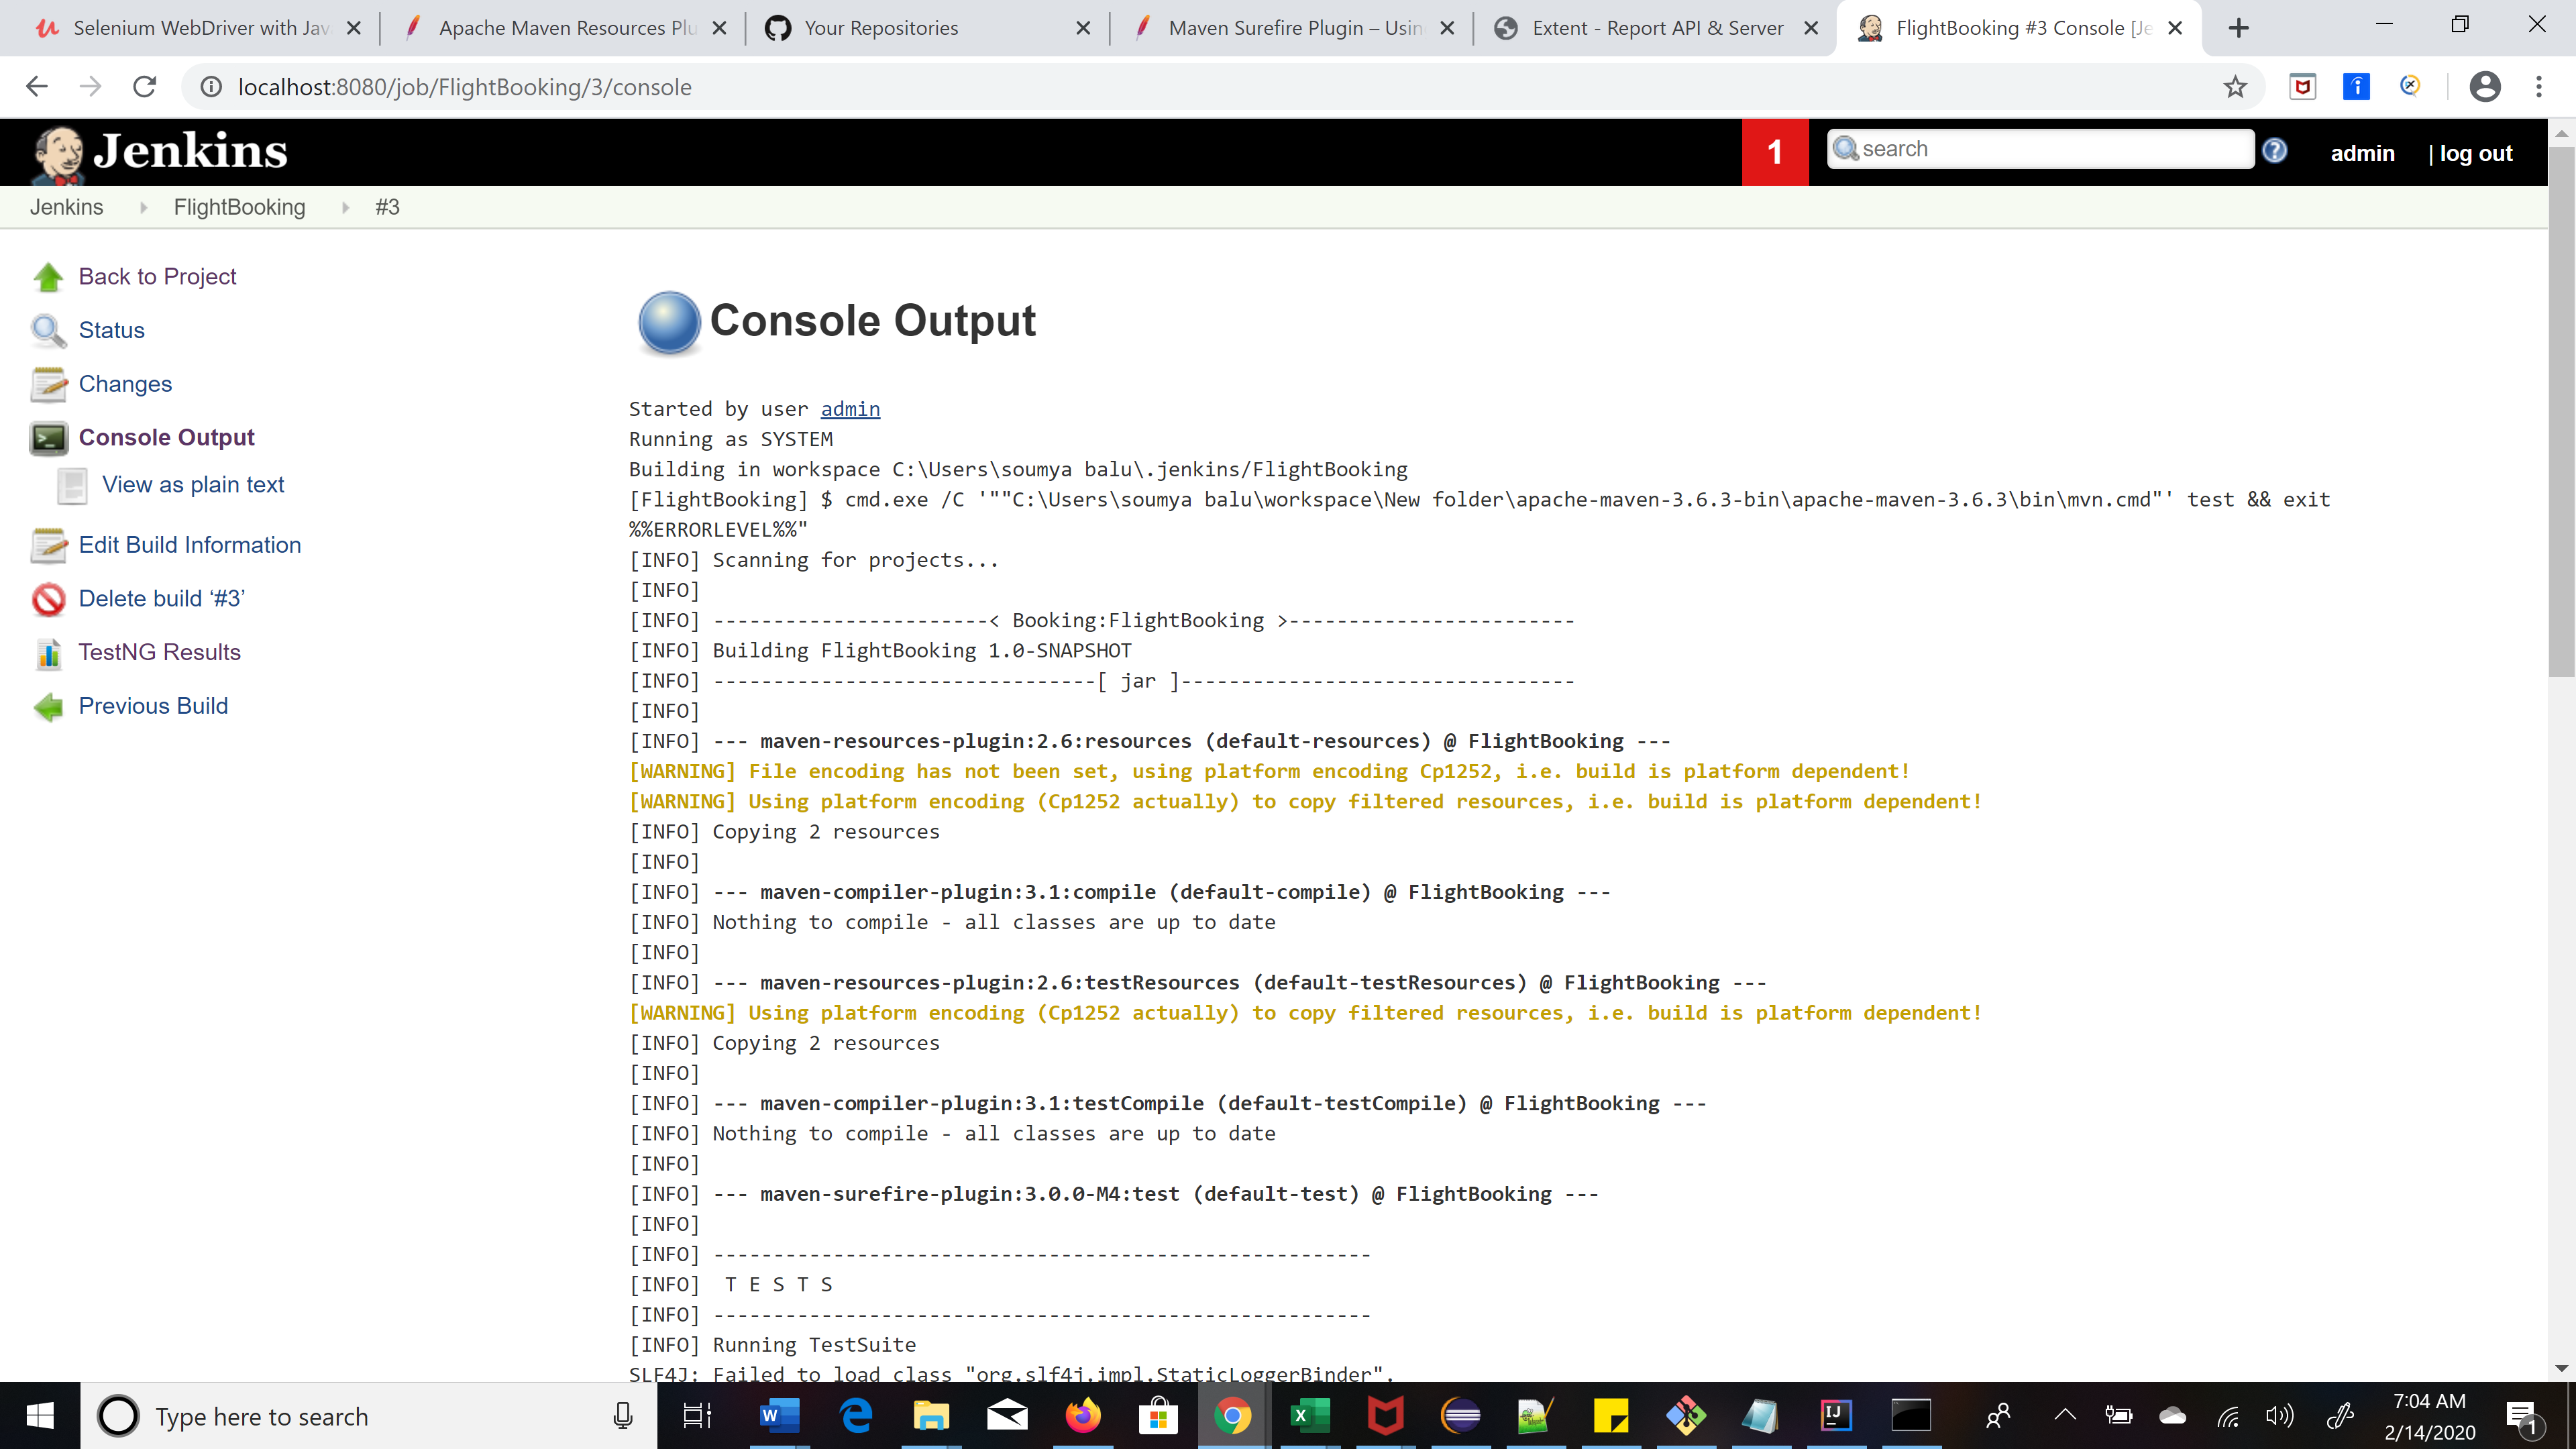 Selenium WebDriver with Jav
Apache Maven Resources Plu
Your Repositories
Maven Surefire Plugin – Usin
Extent - Report API & Server
FlightBooking #3 Console [Je
localhost:8080/job/FlightBooking/3/console
Jenkins
1
search
admin
| log out
Jenkins
FlightBooking
#3
Back to Project
Status
Changes
Console Output
View as plain text
Edit Build Information
Delete build ‘#3’
TestNG Results
Previous Build
Console Output
Started by user admin
Running as SYSTEM
Building in workspace C:\Users\soumya balu\.jenkins/FlightBooking
[FlightBooking] $ cmd.exe /C '""C:\Users\soumya balu\workspace\New folder\apache-maven-3.6.3-bin\apache-maven-3.6.3\bin\mvn.cmd"' test && exit
%%ERRORLEVEL%%"
[INFO] Scanning for projects...
[INFO]
[INFO] -----------------------< Booking:FlightBooking >------------------------
[INFO] Building FlightBooking 1.0-SNAPSHOT
[INFO] --------------------------------[ jar ]---------------------------------
[INFO]
[INFO] --- maven-resources-plugin:2.6:resources (default-resources) @ FlightBooking ---
[WARNING] File encoding has not been set, using platform encoding Cp1252, i.e. build is platform dependent!
[WARNING] Using platform encoding (Cp1252 actually) to copy filtered resources, i.e. build is platform dependent!
[INFO] Copying 2 resources
[INFO]
[INFO] --- maven-compiler-plugin:3.1:compile (default-compile) @ FlightBooking ---
[INFO] Nothing to compile - all classes are up to date
[INFO]
[INFO] --- maven-resources-plugin:2.6:testResources (default-testResources) @ FlightBooking ---
[WARNING] Using platform encoding (Cp1252 actually) to copy filtered resources, i.e. build is platform dependent!
[INFO] Copying 2 resources
[INFO]
[INFO] --- maven-compiler-plugin:3.1:testCompile (default-testCompile) @ FlightBooking ---
[INFO] Nothing to compile - all classes are up to date
[INFO]
[INFO] --- maven-surefire-plugin:3.0.0-M4:test (default-test) @ FlightBooking ---
[INFO]
[INFO] -------------------------------------------------------
[INFO]  T E S T S
[INFO] -------------------------------------------------------
[INFO] Running TestSuite
SLF4J: Failed to load class "org.slf4j.impl.StaticLoggerBinder".
Type here to search
7:04 AM
2/14/2020
1